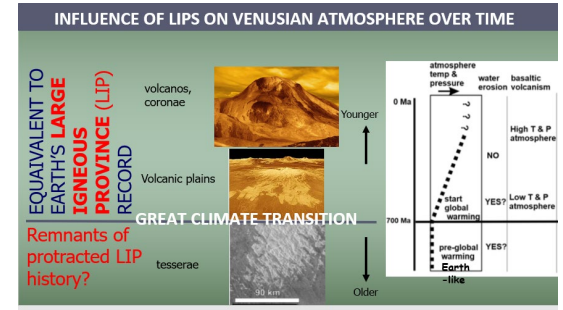 INFLUENCE OF LIPS ON VENUSIAN ATMOSPHERE OVER TIME
EQUAIVALENT TO
EARTH'S LARGE
IGNEOUS
PROVINCE (LIP)
RECORD
volcanos,
coronae
Younger
Volcanic plains
GREAT CLIMATE TRANSITION
Remnants of
protracted LIP
history?
tesserae
90 km
Older
atmosphere
temp &
pressure
water
erosion
basaltic
volcanism
0 Ma
?
?
?
High T & P
atmosphere
NO
start
global
warming
YES?
Low T & P
atmosphere
700 Ma
pre-global
warming
YES?
Earth
-like